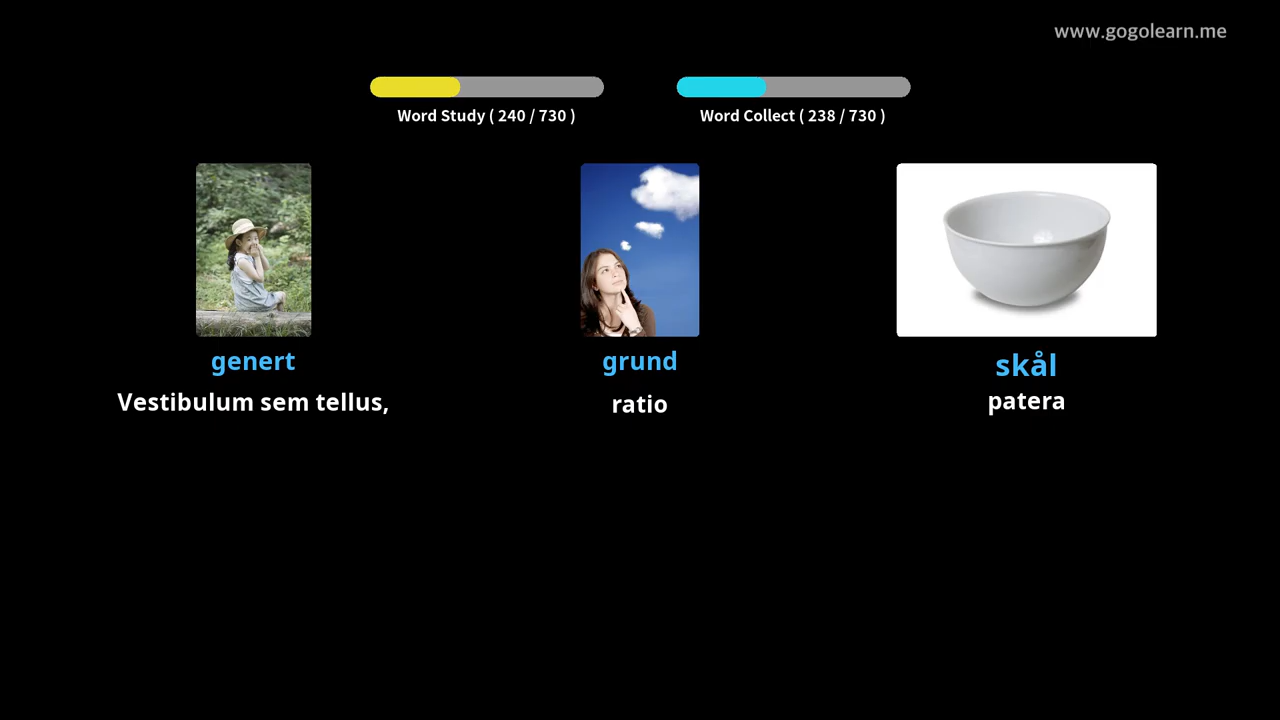 www.gogolearn.me
Word Study ( 240 / 730 )
Word Collect ( 238 / 730 )
genert
grund
skål
Vestibulum sem tellus,
ratio
patera